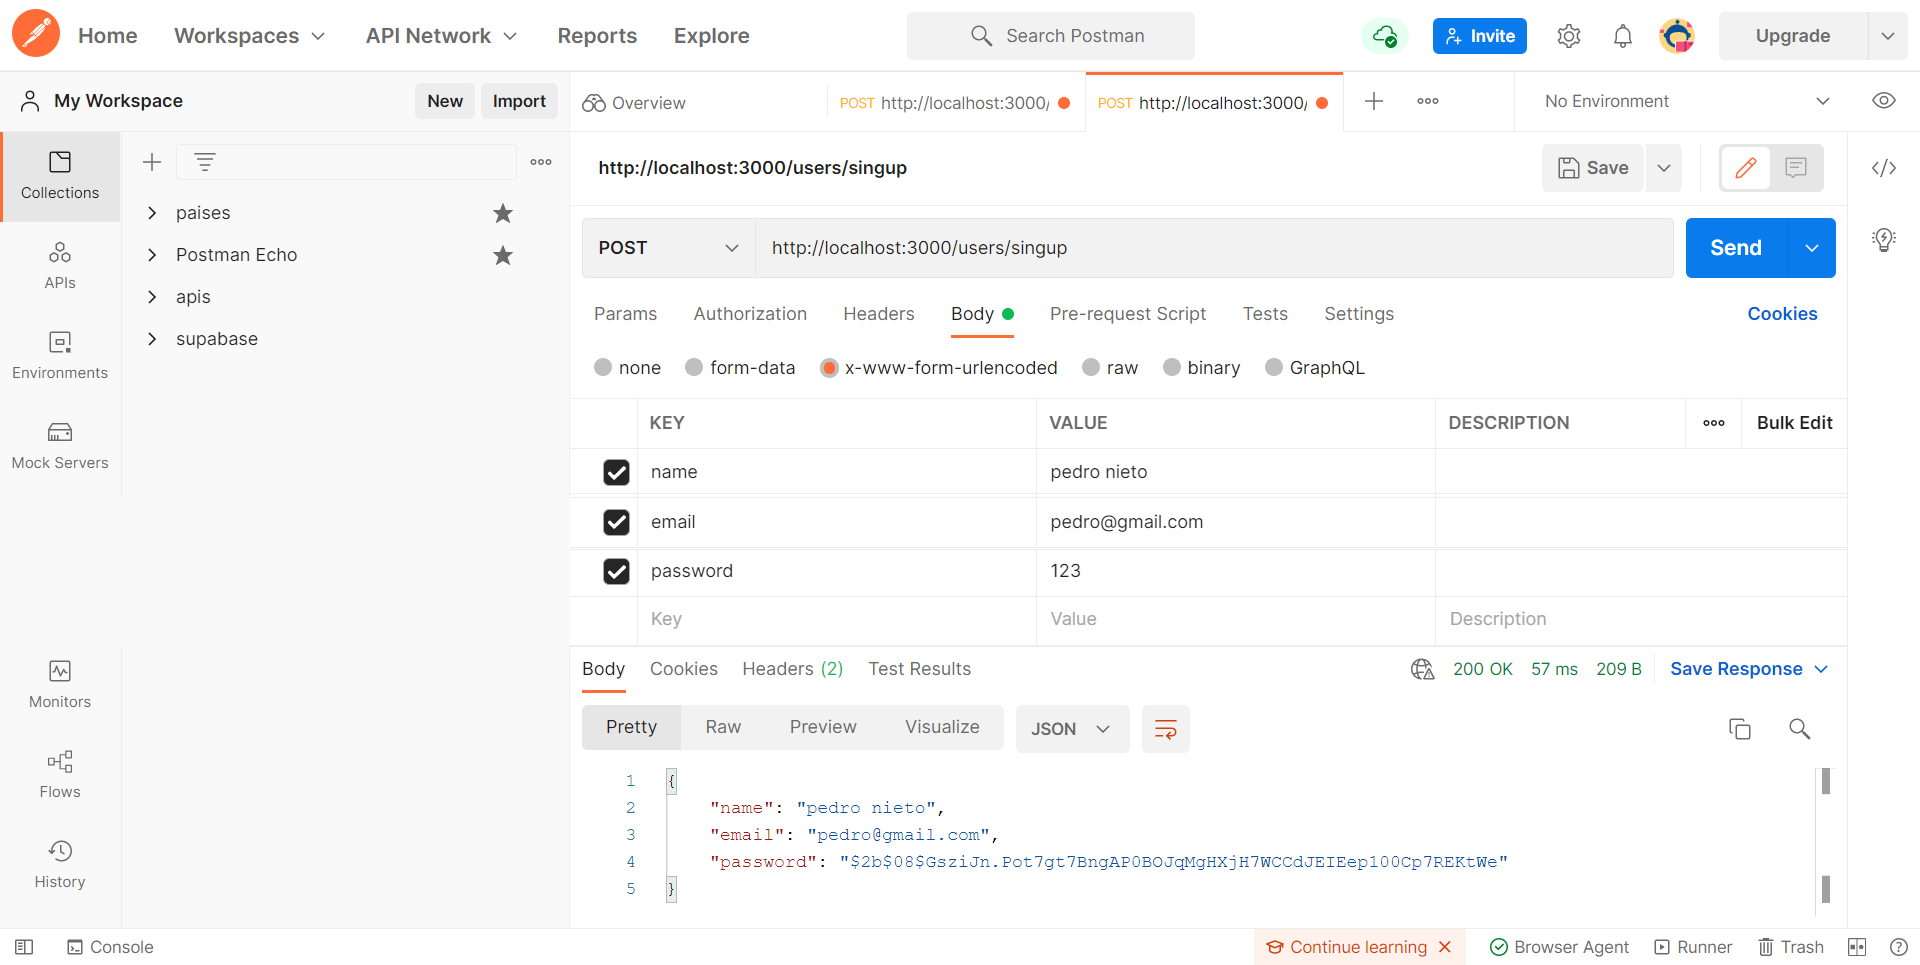 Home Workspaces API Network Reports Explore Search Postman Invite Upgrade
My Workspace New Import Overview POST http://localhost:3000/ POST http://localhost:3000/ No Environment
Collections
APIs
Environments
Mock Servers
Monitors
Flows
History
paises
Postman Echo
apis
supabase
http://localhost:3000/users/singup Save
POST http://localhost:3000/users/singup Send
Params Authorization Headers Body Pre-request Script Tests Settings Cookies
none form-data x-www-form-urlencoded raw binary GraphQL
KEY VALUE DESCRIPTION Bulk Edit
name pedro nieto
email pedro@gmail.com
password 123
Key Value Description
Body Cookies Headers (2) Test Results 200 OK 57 ms 209 B Save Response
Pretty Raw Preview Visualize JSON
1 {
2 "name": "pedro nieto",
3 "email": "pedro@gmail.com",
4 "password": "$2b$08$GsziJn.Pot7gt7BngAP0BOJqMgHXjH7WCCdJEIEep100Cp7REKtWe"
5 }
Console Continue learning Browser Agent Runner Trash